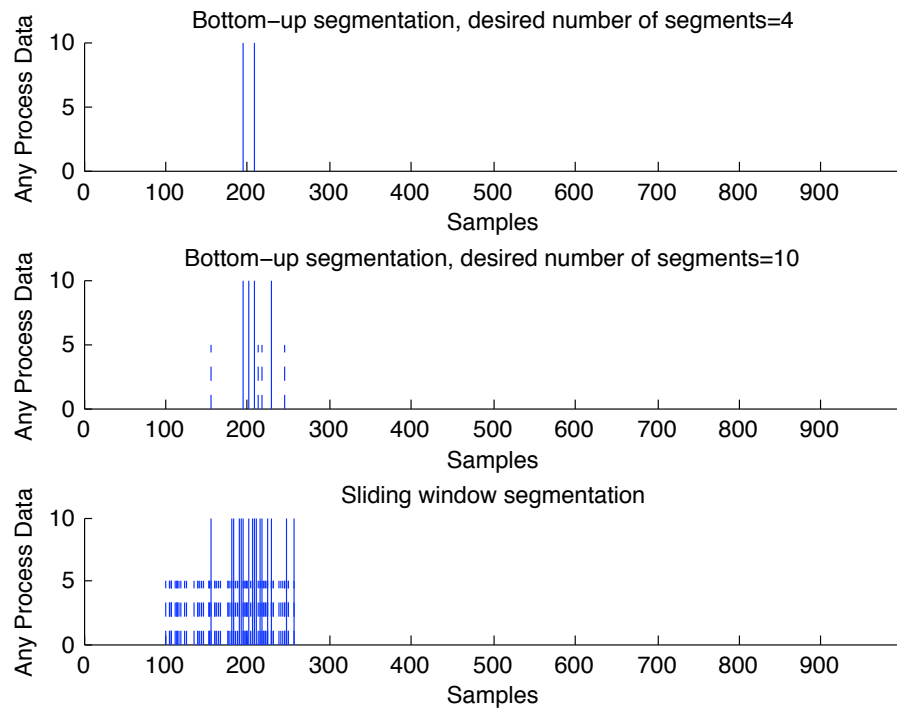 Bottom−up segmentation, desired number of segments=4
Any Process Data
10
5
0
0 100 200 300 400 500 600 700 800 900
Samples
Bottom−up segmentation, desired number of segments=10
Any Process Data
10
5
0
0 100 200 300 400 500 600 700 800 900
Samples
Sliding window segmentation
Any Process Data
10
5
0
0 100 200 300 400 500 600 700 800 900
Samples